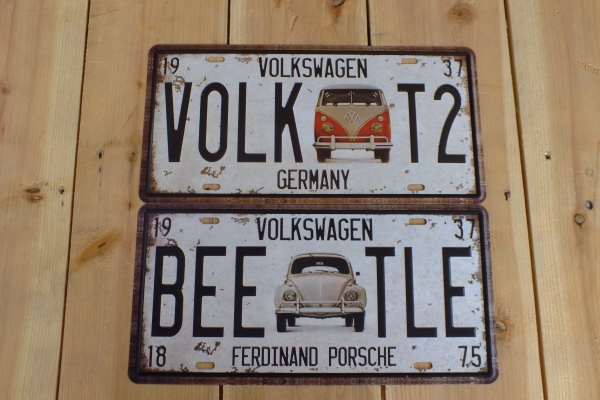 19 VOLKSWAGEN 37
VOLK T2
GERMANY
19 VOLKSWAGEN 37
BEE TLE
18 FERDINAND PORSCHE 75